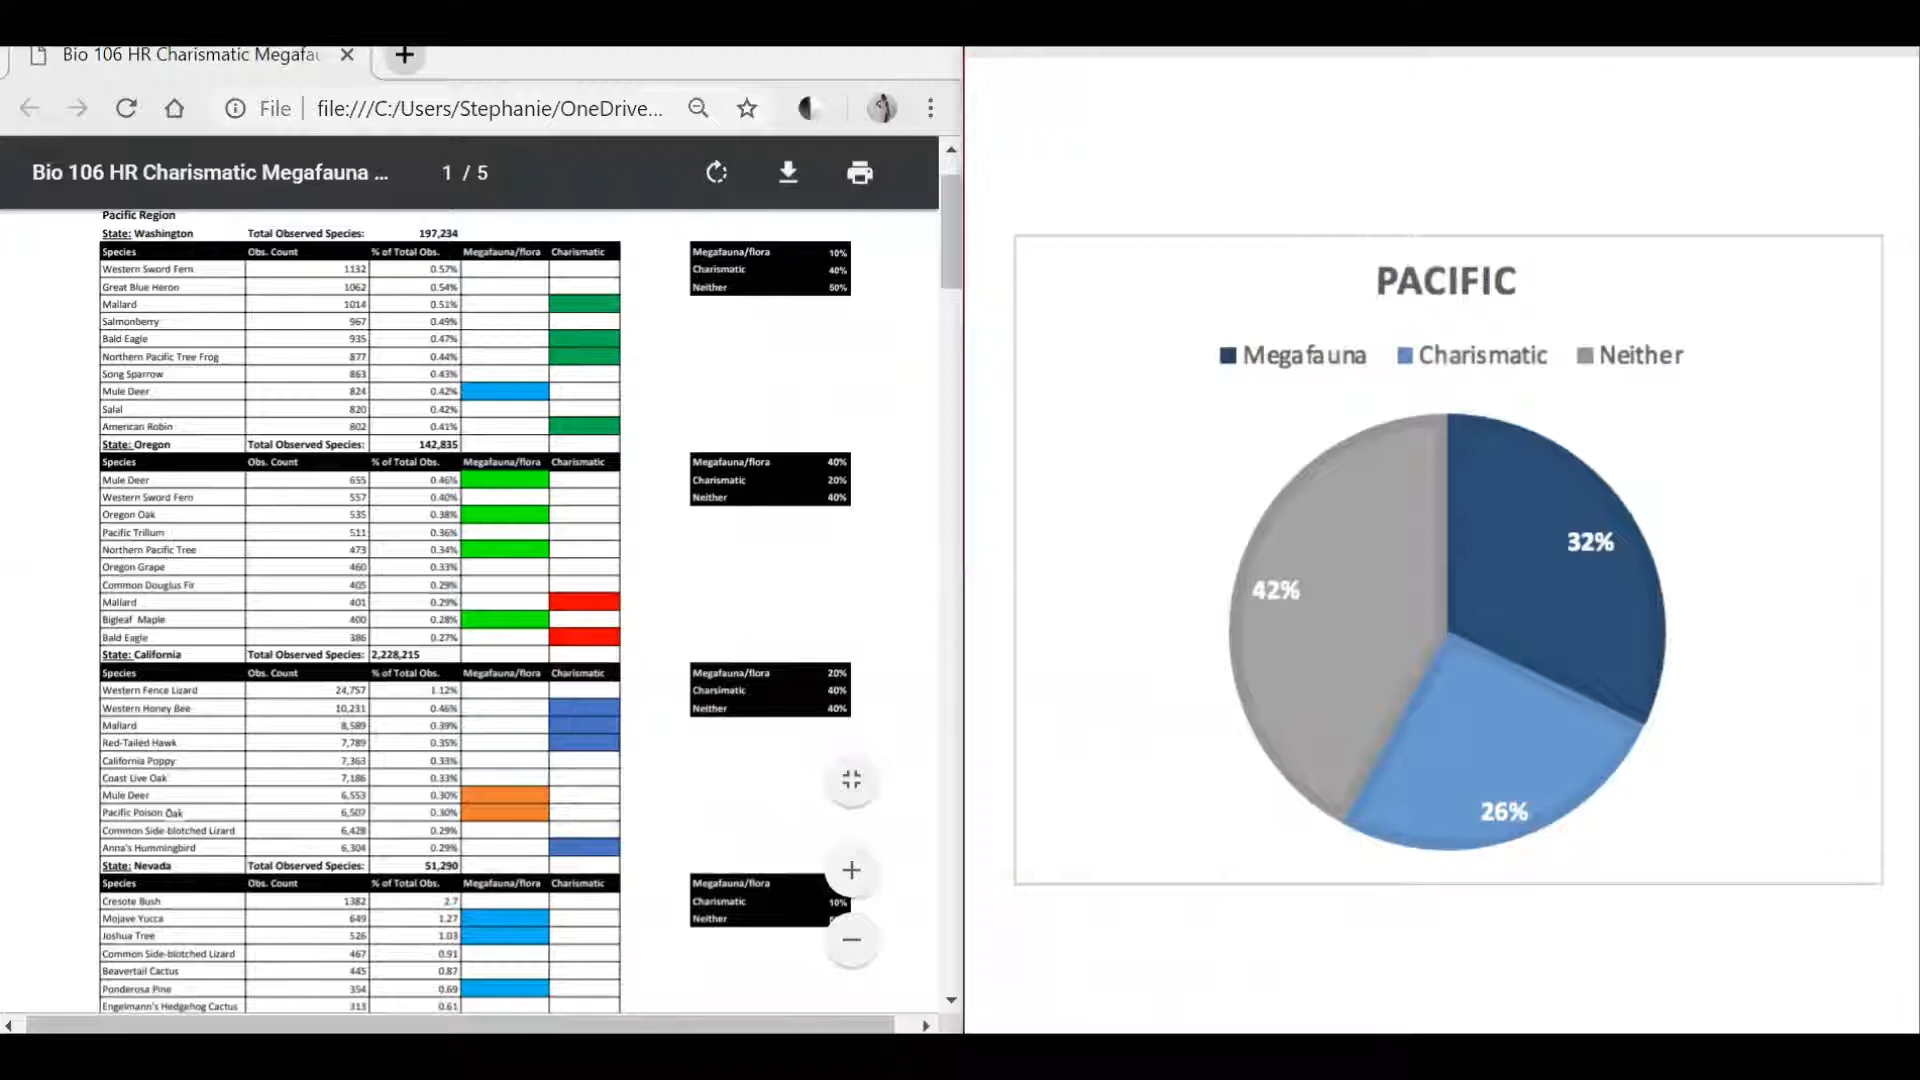 Bio 106 HR Charismatic Megafau
File file:///C:/Users/Stephanie/OneDrive...
Bio 106 HR Charismatic Megafauna ... 1 / 5
Pacific Region
State: Washington Total Observed Species: 197,234
Species Obs. Count % of Total Obs. Megafauna/flora Charismatic
Western Sword Fern 1132 0.57%
Great Blue Heron 1062 0.54%
Mallard 1014 0.51%
Salmonberry 967 0.49%
Bald Eagle 935 0.47%
Northern Pacific Tree Frog 877 0.44%
Song Sparrow 863 0.43%
Mule Deer 824 0.42%
Salal 820 0.42%
American Robin 802 0.41%
Megafauna/flora 10%
Charismatic 40%
Neither 50%
State: Oregon Total Observed Species: 142,835
Species Obs. Count % of Total Obs. Megafauna/flora Charismatic
Mule Deer 655 0.46%
Western Sword Fern 557 0.40%
Oregon Oak 535 0.38%
Pacific Trillium 511 0.36%
Northern Pacific Tree 473 0.34%
Oregon Grape 460 0.33%
Common Douglus Fir 405 0.29%
Mallard 401 0.29%
Bigleaf Maple 400 0.28%
Bald Eagle 386 0.27%
Megafauna/flora 40%
Charismatic 20%
Neither 40%
State: California Total Observed Species: 2,228,215
Species Obs. Count % of Total Obs. Megafauna/flora Charismatic
Western Fence Lizard 24,757 1.12%
Western Honey Bee 10,231 0.46%
Mallard 8,589 0.39%
Red-Tailed Hawk 7,789 0.35%
California Poppy 7,363 0.33%
Coast Live Oak 7,186 0.33%
Mule Deer 6,553 0.30%
Pacific Poison Oak 6,507 0.30%
Common Side-blotched Lizard 6,428 0.29%
Anna's Hummingbird 6,304 0.29%
Megafauna/flora 20%
Charsimatic 40%
Neither 40%
State: Nevada Total Observed Species: 51,290
Species Obs. Count % of Total Obs. Megafauna/flora Charismatic
Cresote Bush 1382 2.7
Mojave Yucca 649 1.27
Joshua Tree 526 1.03
Common Side-blotched Lizard 467 0.91
Beavertail Cactus 445 0.87
Ponderosa Pine 354 0.69
Engelmann's Hedgehog Cactus 313 0.61
Megafauna/flora
Charismatic 10%
Neither
PACIFIC
Megafauna Charismatic Neither
32%
42%
26%